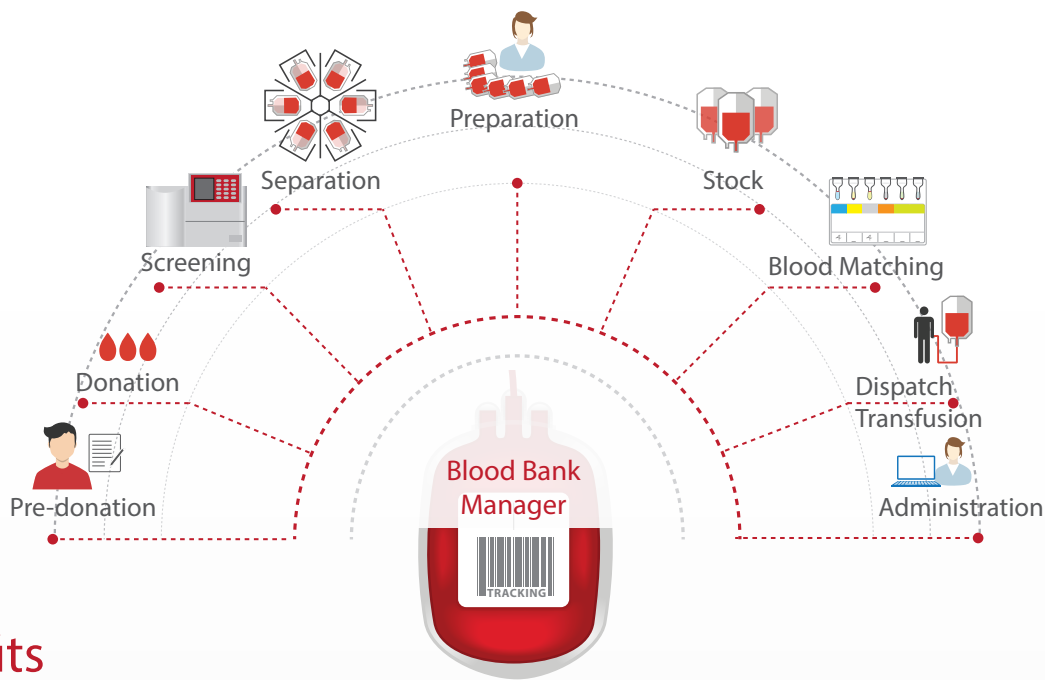 Preparation
Separation
Stock
Screening
Blood Matching
Donation
Dispatch
Transfusion
Pre-donation
Administration
Blood Bank
Manager
TRACKING